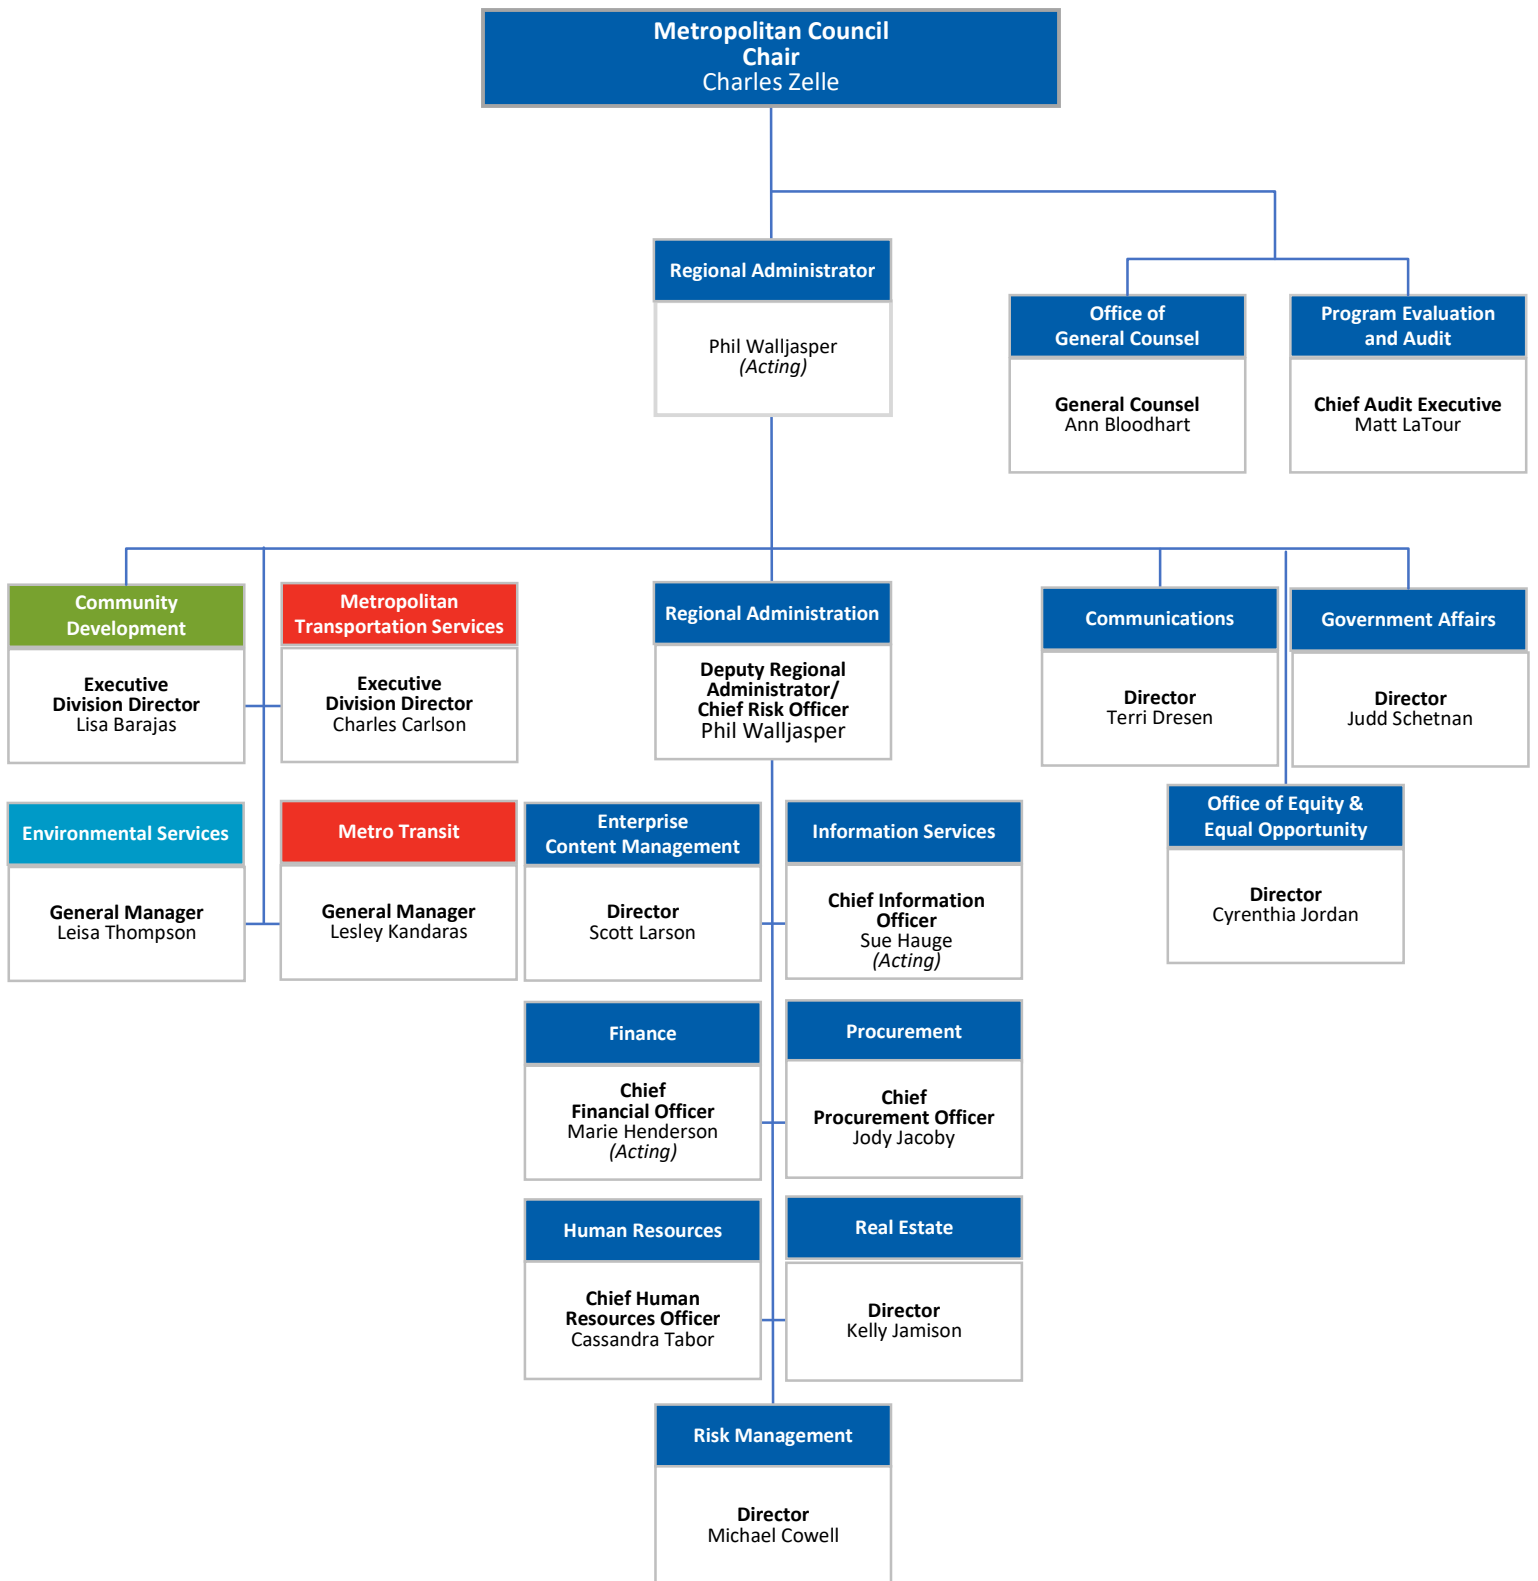 Metropolitan Council
Chair
Charles Zelle
Regional Administrator
Phil Walljasper
(Acting)
Office of
General Counsel
General Counsel
Ann Bloodhart
Program Evaluation
and Audit
Chief Audit Executive
Matt LaTour
Community
Development
Executive
Division Director
Lisa Barajas
Metropolitan
Transportation Services
Executive
Division Director
Charles Carlson
Regional Administration
Deputy Regional
Administrator/
Chief Risk Officer
Phil Walljasper
Communications
Director
Terri Dresen
Government Affairs
Director
Judd Schetnan
Environmental Services
General Manager
Leisa Thompson
Metro Transit
General Manager
Lesley Kandaras
Enterprise
Content Management
Director
Scott Larson
Information Services
Chief Information
Officer
Sue Hauge
(Acting)
Office of Equity &
Equal Opportunity
Director
Cyrenthia Jordan
Finance
Chief
Financial Officer
Marie Henderson
(Acting)
Procurement
Chief
Procurement Officer
Jody Jacoby
Human Resources
Chief Human
Resources Officer
Cassandra Tabor
Real Estate
Director
Kelly Jamison
Risk Management
Director
Michael Cowell